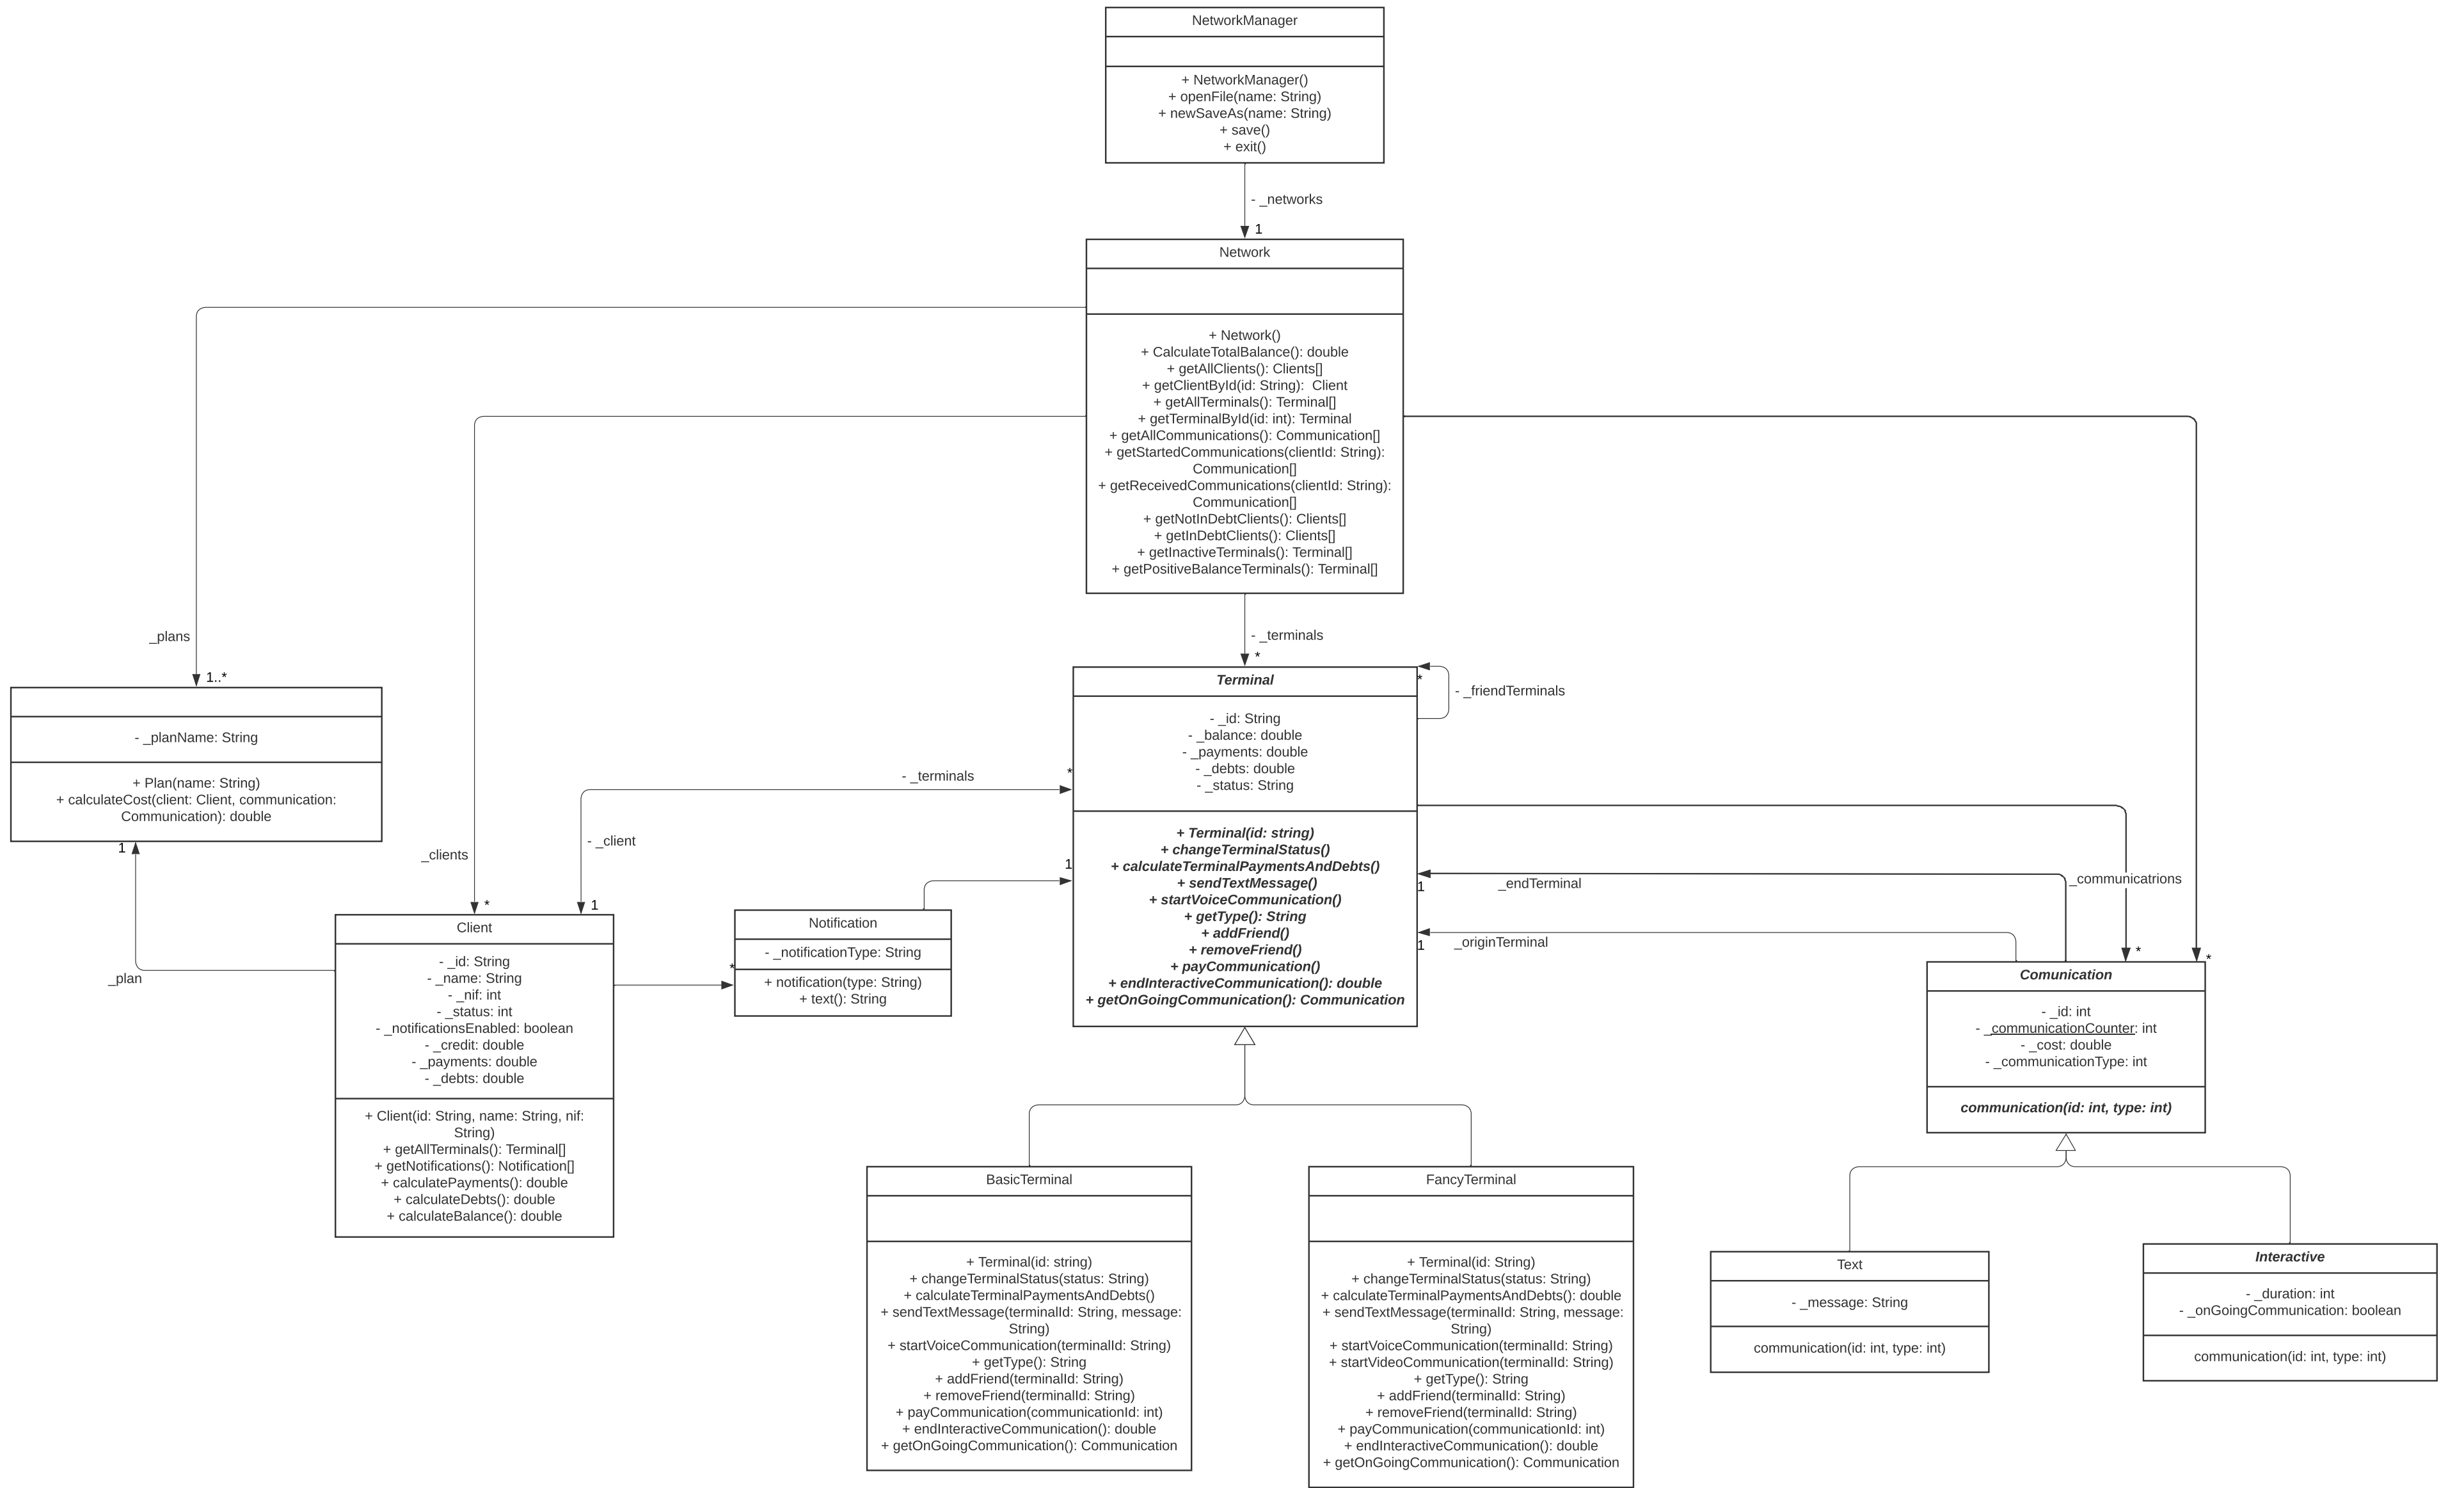 NetworkManager
+ NetworkManager()
+ openFile(name: String)
+ newSaveAs(name: String)
+ save()
+ exit()
- _networks
1
Network
+ Network()
+ CalculateTotalBalance(): double
+ getAllClients(): Clients[]
+ getClientById(id: String):  Client
+ getAllTerminals(): Terminal[]
+ getTerminalById(id: int): Terminal
+ getAllCommunications(): Communication[]
+ getStartedCommunications(clientId: String):
Communication[]
+ getReceivedCommunications(clientId: String):
Communication[]
+ getNotInDebtClients(): Clients[]
+ getInDebtClients(): Clients[]
+ getInactiveTerminals(): Terminal[]
+ getPositiveBalanceTerminals(): Terminal[]
_plans
1..*
- _planName: String
+ Plan(name: String)
+ calculateCost(client: Client, communication:
Communication): double
1
_plan
_clients
*
- _terminals
*
- _client
1
Client
- _id: String
- _name: String
- _nif: int
- _status: int
- _notificationsEnabled: boolean
- _credit: double
- _payments: double
- _debts: double
+ Client(id: String, name: String, nif:
String)
+ getAllTerminals(): Terminal[]
+ getNotifications(): Notification[]
+ calculatePayments(): double
+ calculateDebts(): double
+ calculateBalance(): double
*
Notification
- _notificationType: String
+ notification(type: String)
+ text(): String
1
- _terminals
*
Terminal
- _id: String
- _balance: double
- _payments: double
- _debts: double
- _status: String
+ Terminal(id: string)
+ changeTerminalStatus()
+ calculateTerminalPaymentsAndDebts()
+ sendTextMessage()
+ startVoiceCommunication()
+ getType(): String
+ addFriend()
+ removeFriend()
+ payCommunication()
+ endInteractiveCommunication(): double
+ getOnGoingCommunication(): Communication
*
- _friendTerminals
_communicatrions
*
*
1
_endTerminal
1
_originTerminal
Comunication
- _id: int
- _communicationCounter: int
- _cost: double
- _communicationType: int
communication(id: int, type: int)
BasicTerminal
+ Terminal(id: string)
+ changeTerminalStatus(status: String)
+ calculateTerminalPaymentsAndDebts()
+ sendTextMessage(terminalId: String, message:
String)
+ startVoiceCommunication(terminalId: String)
+ getType(): String
+ addFriend(terminalId: String)
+ removeFriend(terminalId: String)
+ payCommunication(communicationId: int)
+ endInteractiveCommunication(): double
+ getOnGoingCommunication(): Communication
FancyTerminal
+ Terminal(id: String)
+ changeTerminalStatus(status: String)
+ calculateTerminalPaymentsAndDebts(): double
+ sendTextMessage(terminalId: String, message:
String)
+ startVoiceCommunication(terminalId: String)
+ startVideoCommunication(terminalId: String)
+ getType(): String
+ addFriend(terminalId: String)
+ removeFriend(terminalId: String)
+ payCommunication(communicationId: int)
+ endInteractiveCommunication(): double
+ getOnGoingCommunication(): Communication
Text
- _message: String
communication(id: int, type: int)
Interactive
- _duration: int
- _onGoingCommunication: boolean
communication(id: int, type: int)